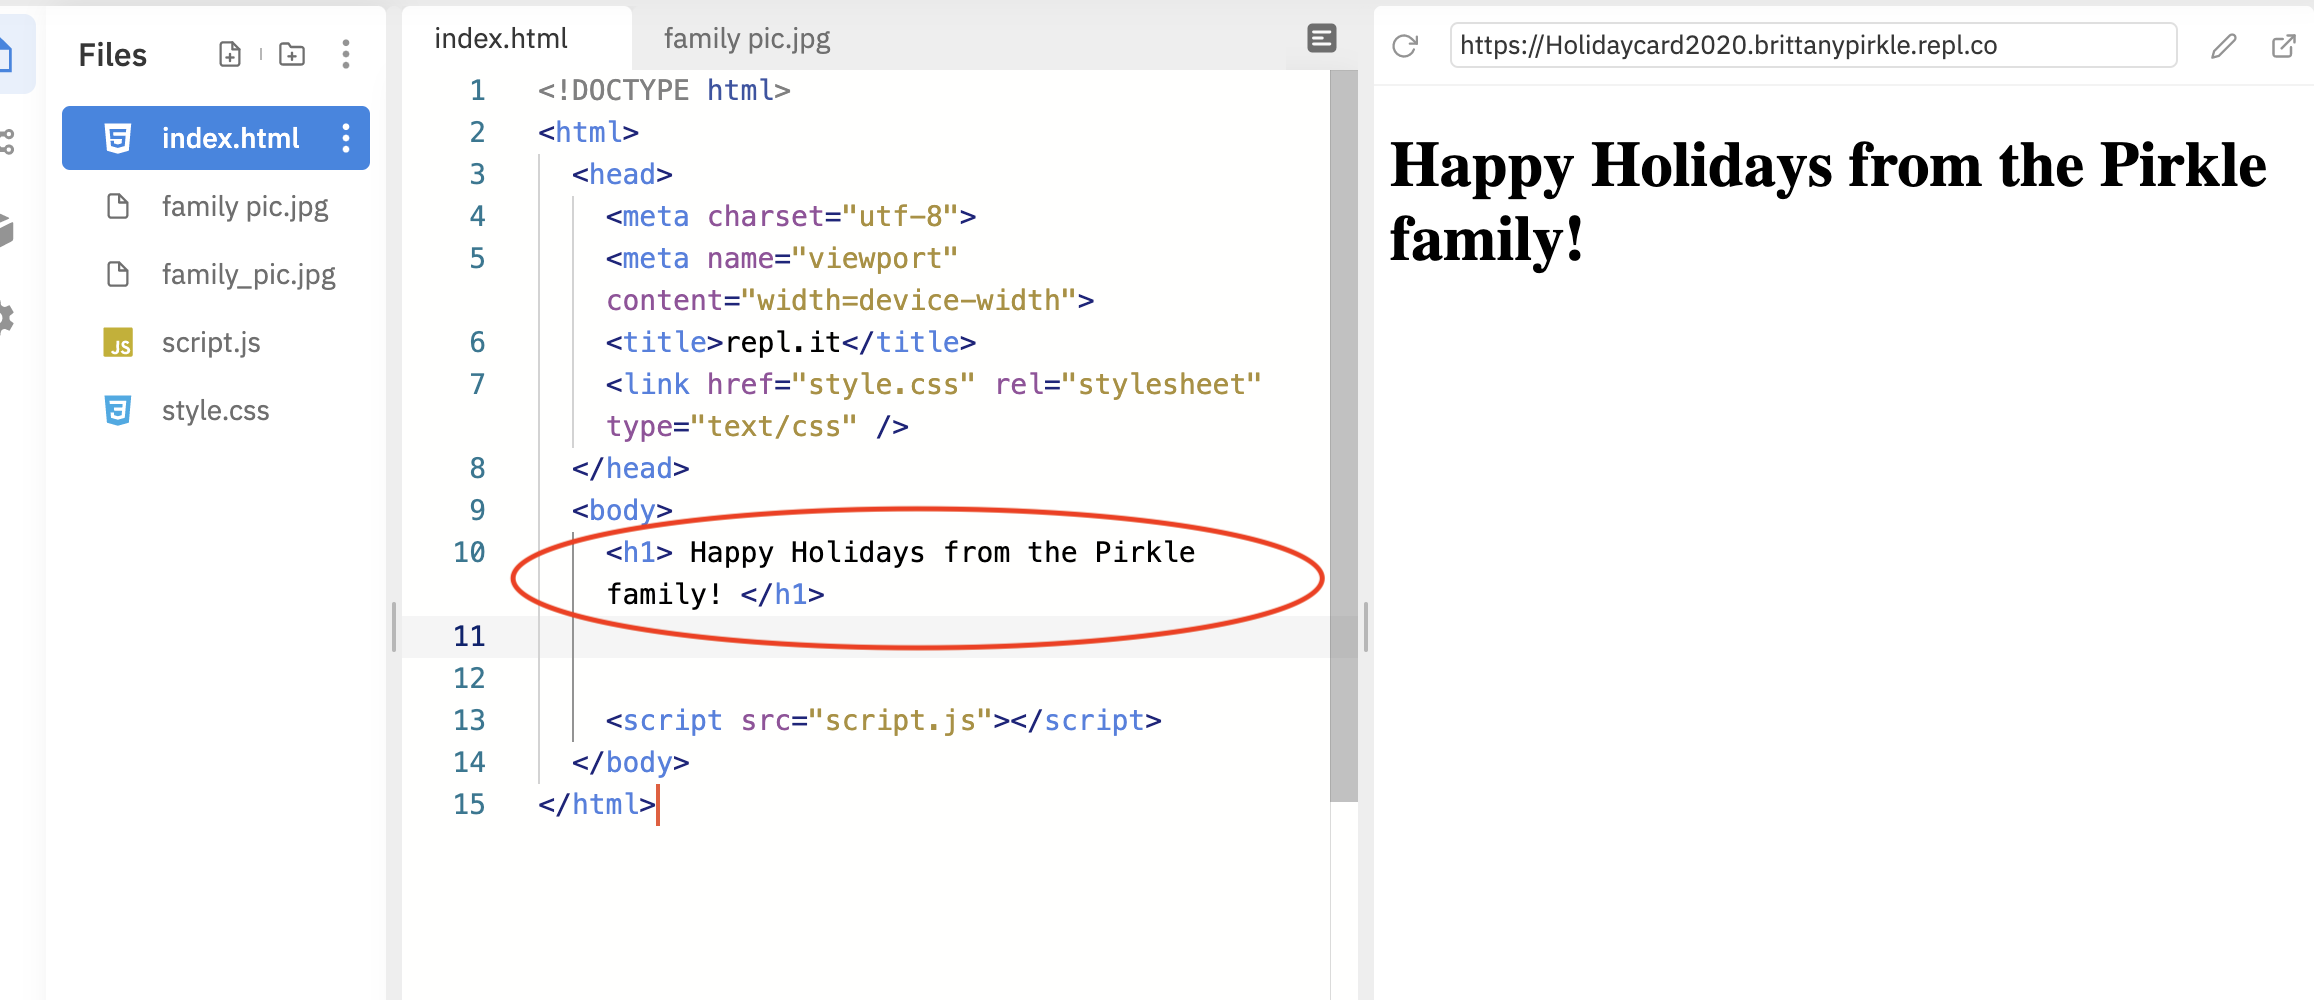 Files
index.html
family pic.jpg
family_pic.jpg
JS script.js
style.css
index.html family pic.jpg
1 <!DOCTYPE html>
2 <html>
3 <head>
4 <meta charset="utf-8">
5 <meta name="viewport"
content="width=device-width">
6 <title>repl.it</title>
7 <link href="style.css" rel="stylesheet"
type="text/css" />
8 </head>
9 <body>
10 <h1> Happy Holidays from the Pirkle
family! </h1>
11
12
13 <script src="script.js"></script>
14 </body>
15 </html>
https://Holidaycard2020.brittanypirkle.repl.co
Happy Holidays from the Pirkle
family!